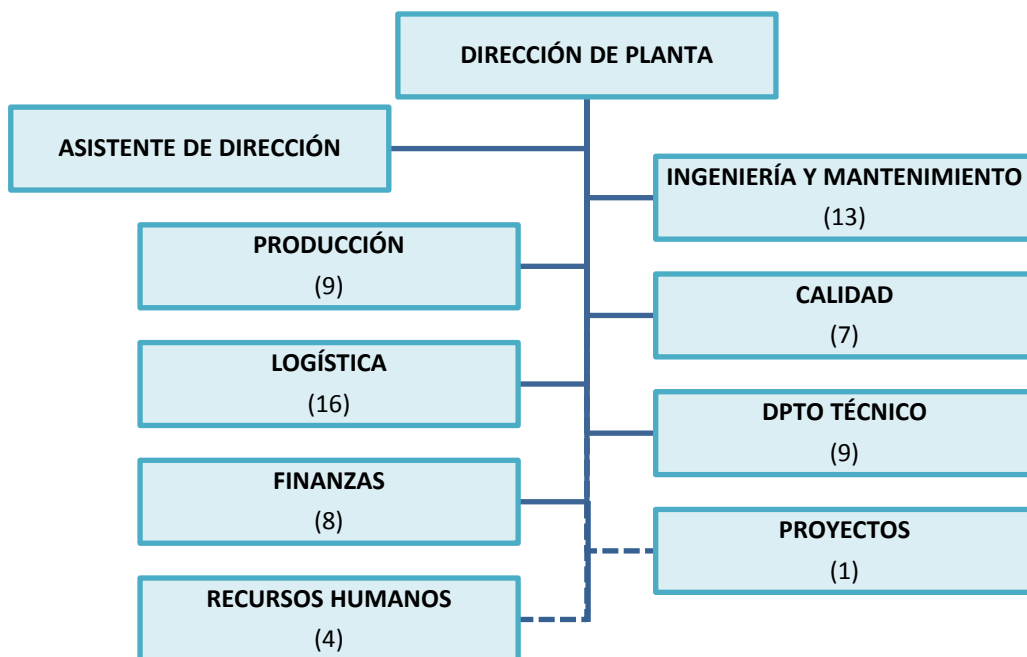 DIRECCIÓN DE PLANTA
ASISTENTE DE DIRECCIÓN
INGENIERÍA Y MANTENIMIENTO
(13)
PRODUCCIÓN
(9)
CALIDAD
(7)
LOGÍSTICA
(16)
DPTO TÉCNICO
(9)
FINANZAS
(8)
PROYECTOS
(1)
RECURSOS HUMANOS
(4)